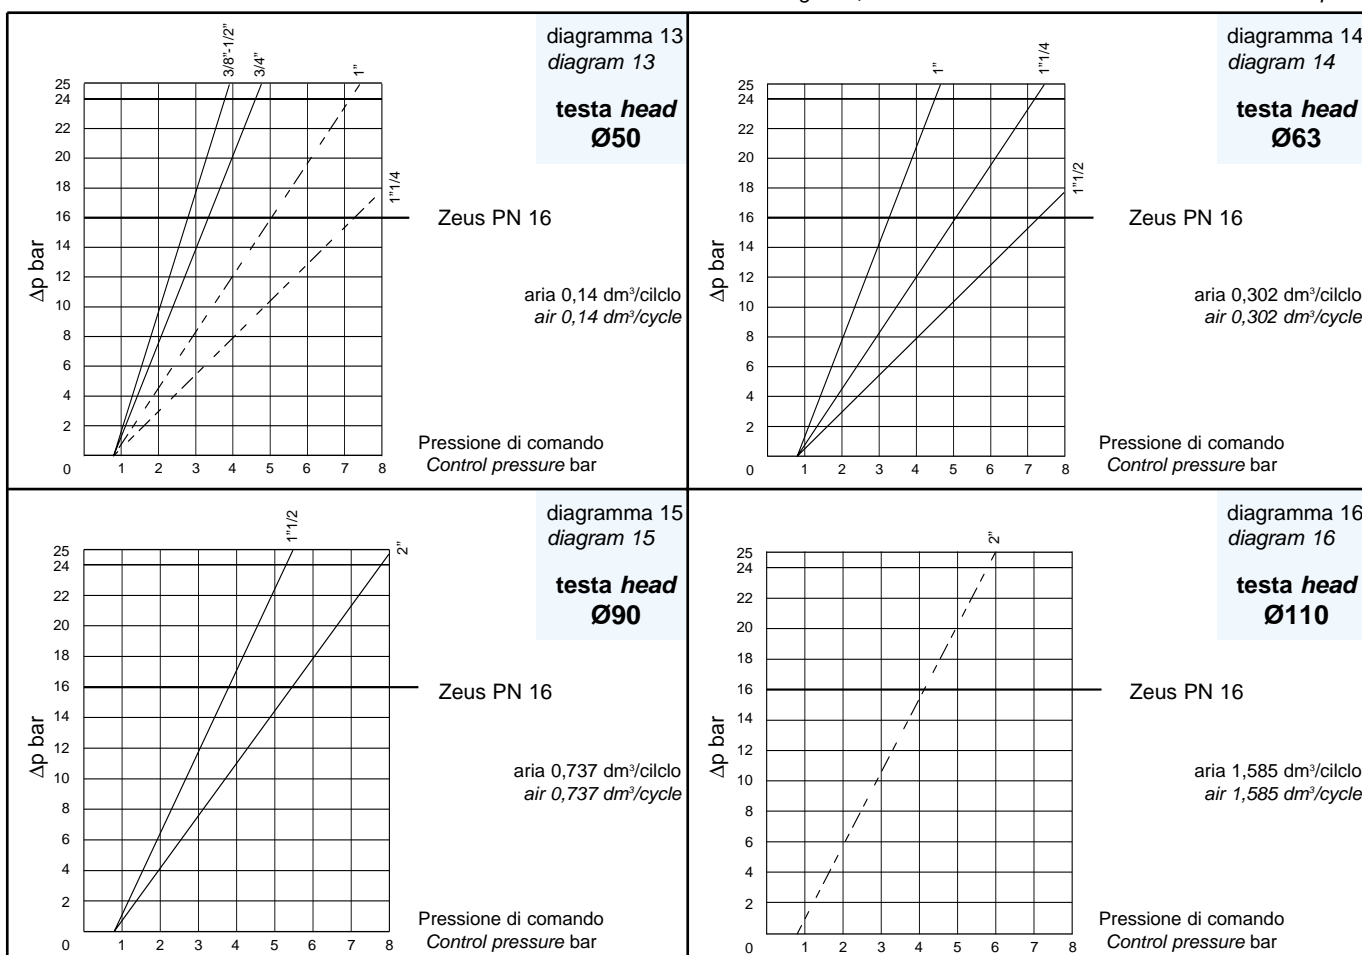 3/8"-1/2"
3/4"
1"
1"1/4
diagramma 13
diagram 13
testa head
Ø50
25
24
22
20
18
16
14
12
10
8
6
4
2
0
1
2
3
4
5
6
7
8
Δp bar
Zeus PN 16
aria 0,14 dm³/cilclo
air 0,14 dm³/cycle
Pressione di comando
Control pressure bar
1"
1"1/4
1"1/2
diagramma 14
diagram 14
testa head
Ø63
25
24
22
20
18
16
14
12
10
8
6
4
2
0
1
2
3
4
5
6
7
8
Δp bar
Zeus PN 16
aria 0,302 dm³/cilclo
air 0,302 dm³/cycle
Pressione di comando
Control pressure bar
1"1/2
2"
diagramma 15
diagram 15
testa head
Ø90
25
24
22
20
18
16
14
12
10
8
6
4
2
0
1
2
3
4
5
6
7
8
Δp bar
Zeus PN 16
aria 0,737 dm³/cilclo
air 0,737 dm³/cycle
Pressione di comando
Control pressure bar
2"
diagramma 16
diagram 16
testa head
Ø110
25
24
22
20
18
16
14
12
10
8
6
4
2
0
1
2
3
4
5
6
7
8
Δp bar
Zeus PN 16
aria 1,585 dm³/cilclo
air 1,585 dm³/cycle
Pressione di comando
Control pressure bar